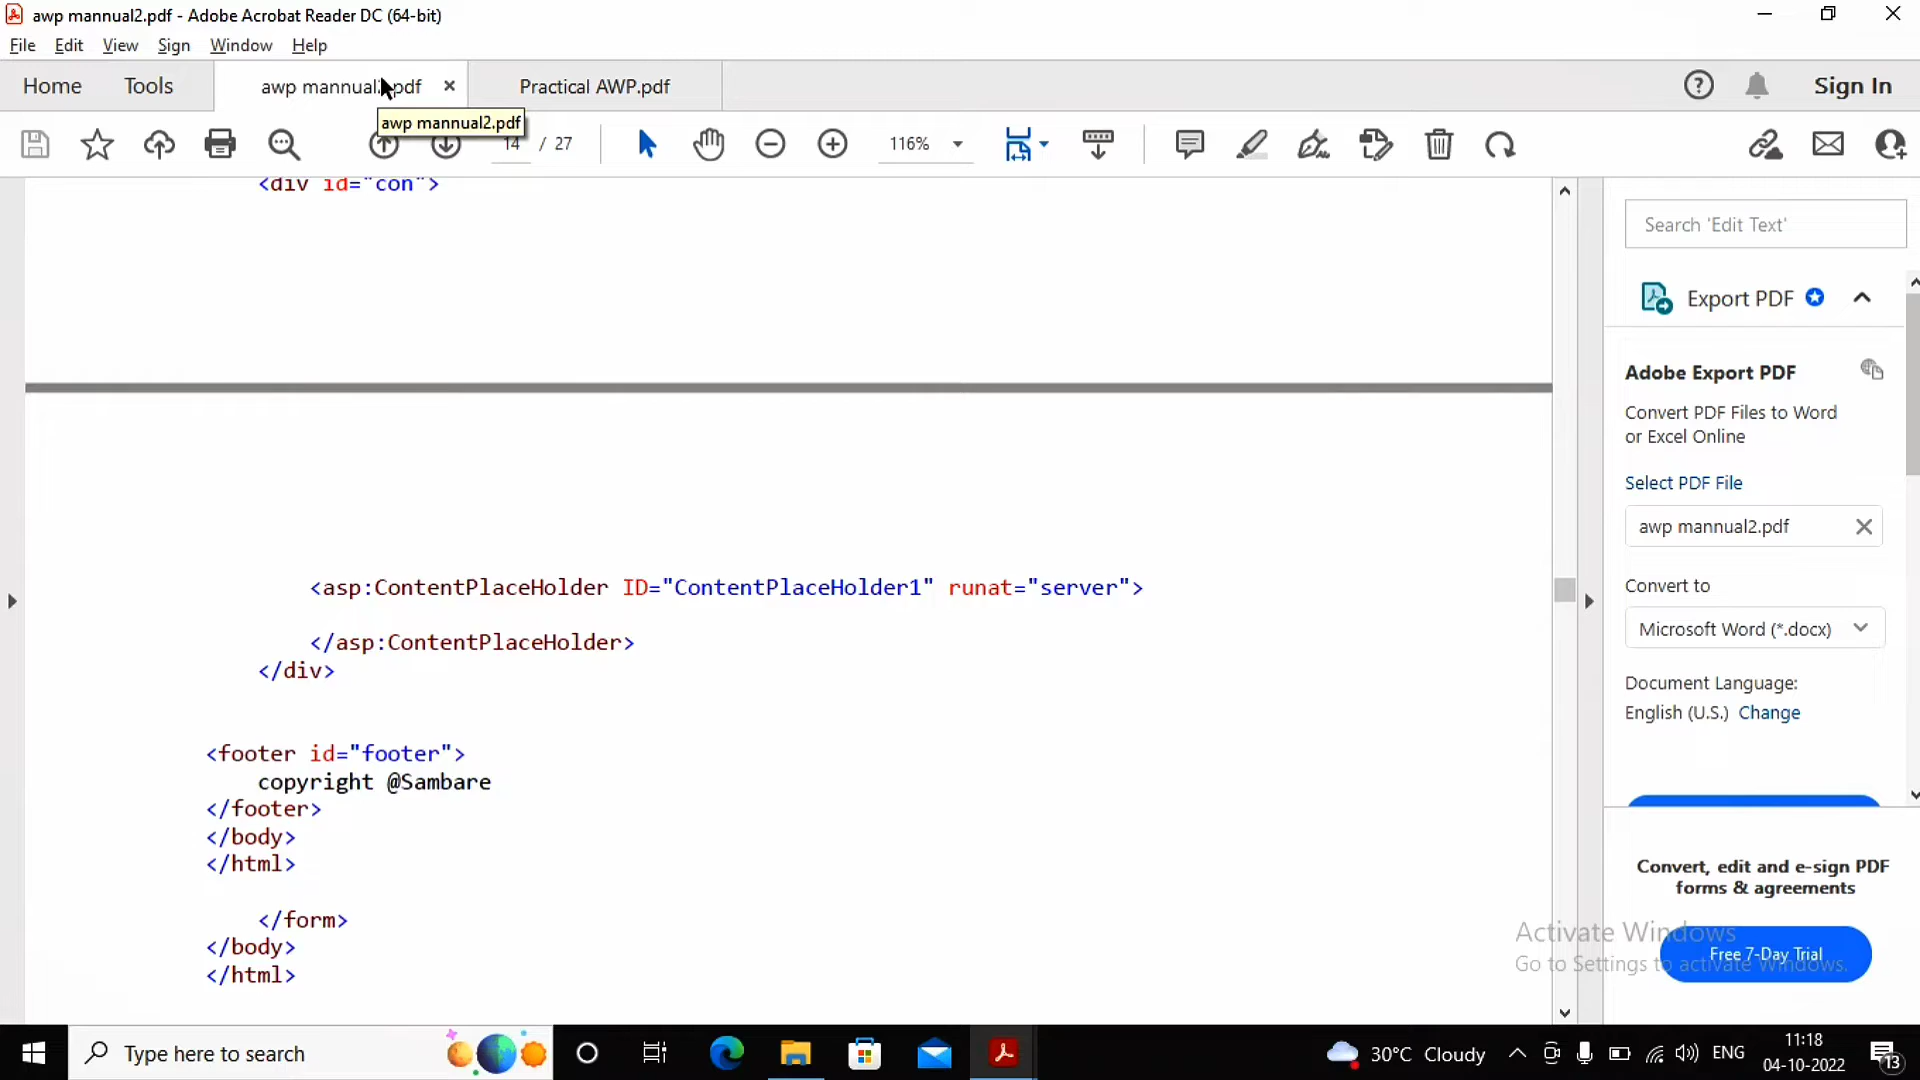 awp mannual2.pdf - Adobe Acrobat Reader DC (64-bit)
File Edit View Sign Window Help
Home Tools awp mannual2.pdf Practical AWP.pdf Sign In
awp mannual2.pdf
14 / 27 116%
<div id="con">
<asp:ContentPlaceHolder ID="ContentPlaceHolder1" runat="server">
</asp:ContentPlaceHolder>
</div>
<footer id="footer">
copyright @Sambare
</footer>
</body>
</html>
</form>
</body>
</html>
Search 'Edit Text'
Export PDF
Adobe Export PDF
Convert PDF Files to Word
or Excel Online
Select PDF File
awp mannual2.pdf
Convert to
Microsoft Word (*.docx)
Document Language:
English (U.S.) Change
Convert, edit and e-sign PDF
forms & agreements
Free 7-Day Trial
Activate Windows
Go to Settings to activate Windows.
Type here to search
30°C Cloudy
ENG
11:18
04-10-2022
13